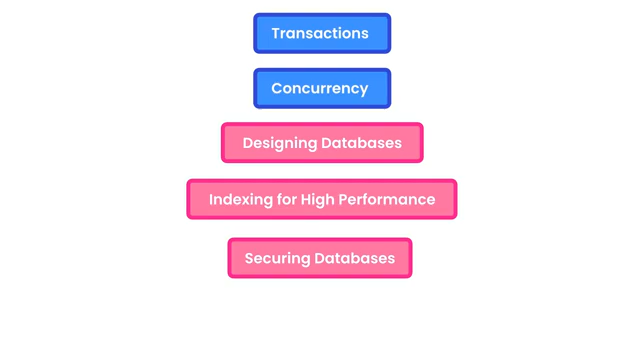 Transactions
Concurrency
Designing Databases
Indexing for High Performance
Securing Databases